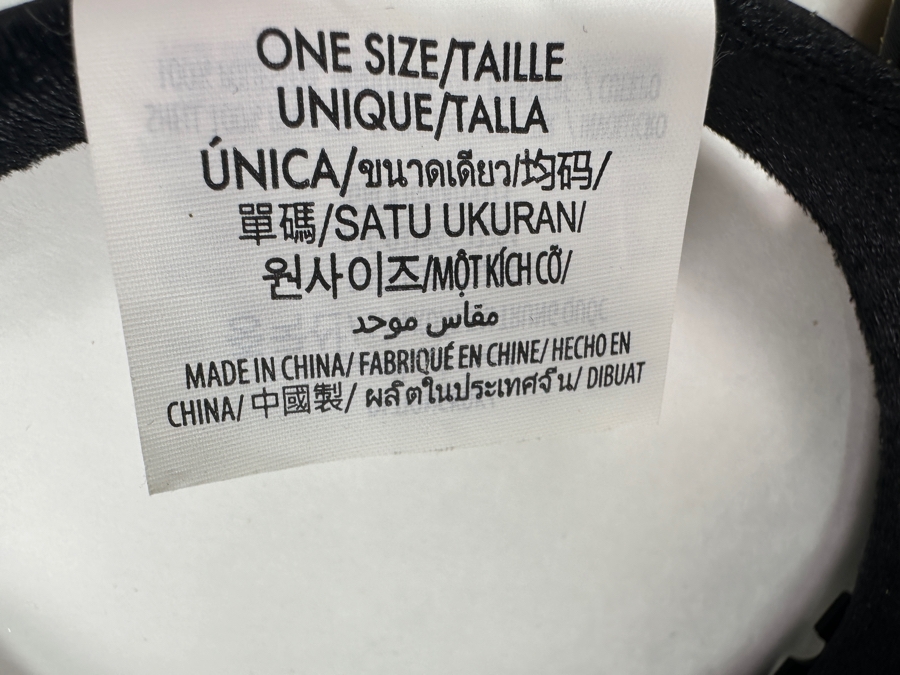 ONE SIZE/TAILLE
UNIQUE/TALLA
ÚNICA/ขนาดเดียว/均码/
單碼/SATU UKURAN/
원사이즈/MỘT KÍCH CỠ/
مقاس موحد
MADE IN CHINA/ FABRIQUÉ EN CHINE/ HECHO EN
CHINA/ 中國製/ ผลิตในประเทศจีน/ DIBUAT